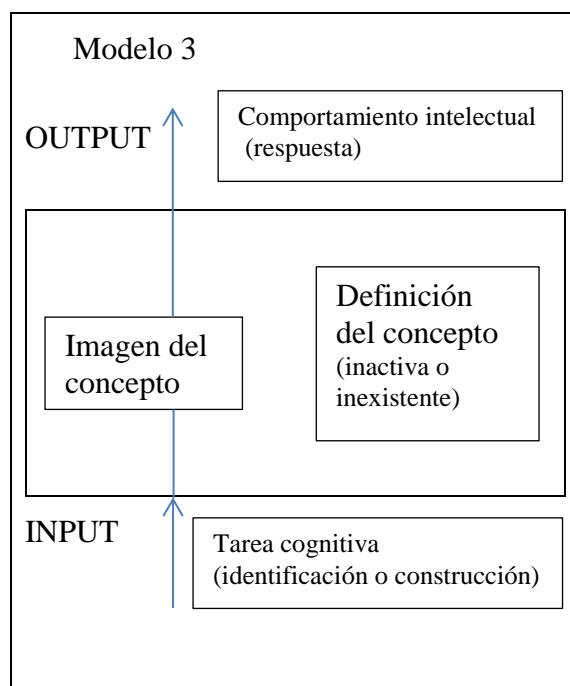 Modelo 3
OUTPUT
Comportamiento intelectual
(respuesta)
Imagen del
concepto
Definición
del concepto
(inactiva o
inexistente)
INPUT
Tarea cognitiva
(identificación o construcción)